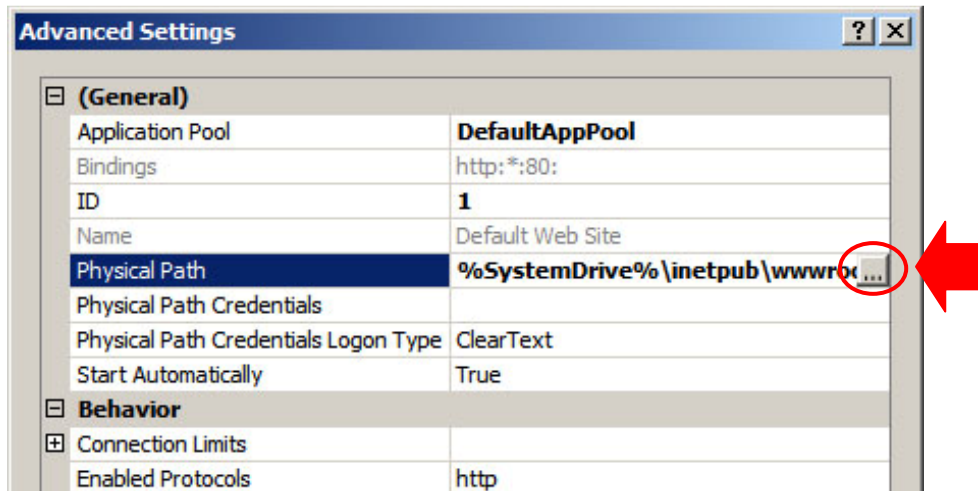 Advanced Settings
(General)
Application Pool DefaultAppPool
Bindings http:*:80:
ID 1
Name Default Web Site
Physical Path %SystemDrive%\inetpub\wwwroo...
Physical Path Credentials
Physical Path Credentials Logon Type ClearText
Start Automatically True
Behavior
Connection Limits
Enabled Protocols http